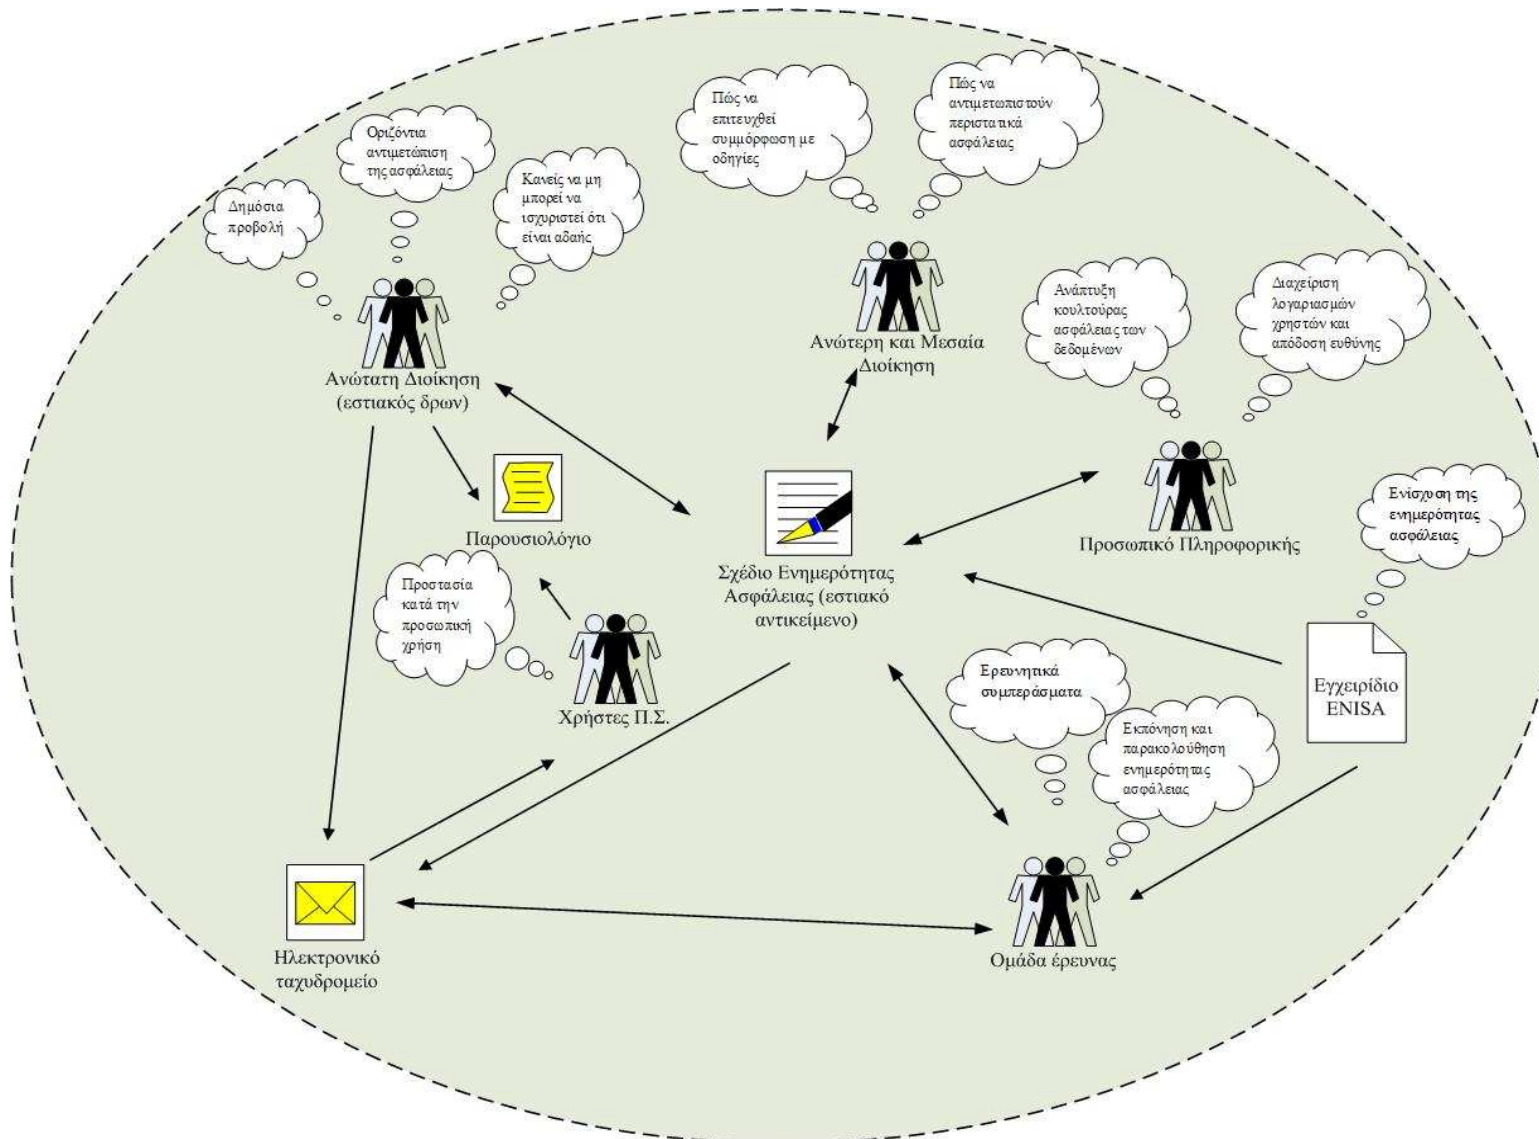 Πώς να
επιτευχθεί
συμμόρφωση με
οδηγίες
Πώς να
αντιμετωπιστούν
περιστατικά
ασφάλειας
Οριζόντια
αντιμετώπιση
της ασφάλειας
Κανείς να μη
μπορεί να
ισχυριστεί ότι
είναι αδαής
Δημόσια
προβολή
Ανώτατη Διοίκηση
(εστιακός δρων)
Ανώτερη και Μεσαία
Διοίκηση
Ανάπτυξη
κουλτούρας
ασφάλειας των
δεδομένων
Διαχείριση
λογαριασμών
χρηστών και
απόδοση ευθύνης
Προσωπικό Πληροφορικής
Ενίσχυση της
ενημερότητας
ασφάλειας
Παρουσιολόγιο
Σχέδιο Ενημερότητας
Ασφάλειας (εστιακό
αντικείμενο)
Προστασία
κατά την
προσωπική
χρήση
Χρήστες Π.Σ.
Εγχειρίδιο
ENISA
Ερευνητικά
συμπεράσματα
Εκπόνηση και
παρακολούθηση
ενημερότητας
ασφάλειας
Ηλεκτρονικό
ταχυδρομείο
Ομάδα έρευνας